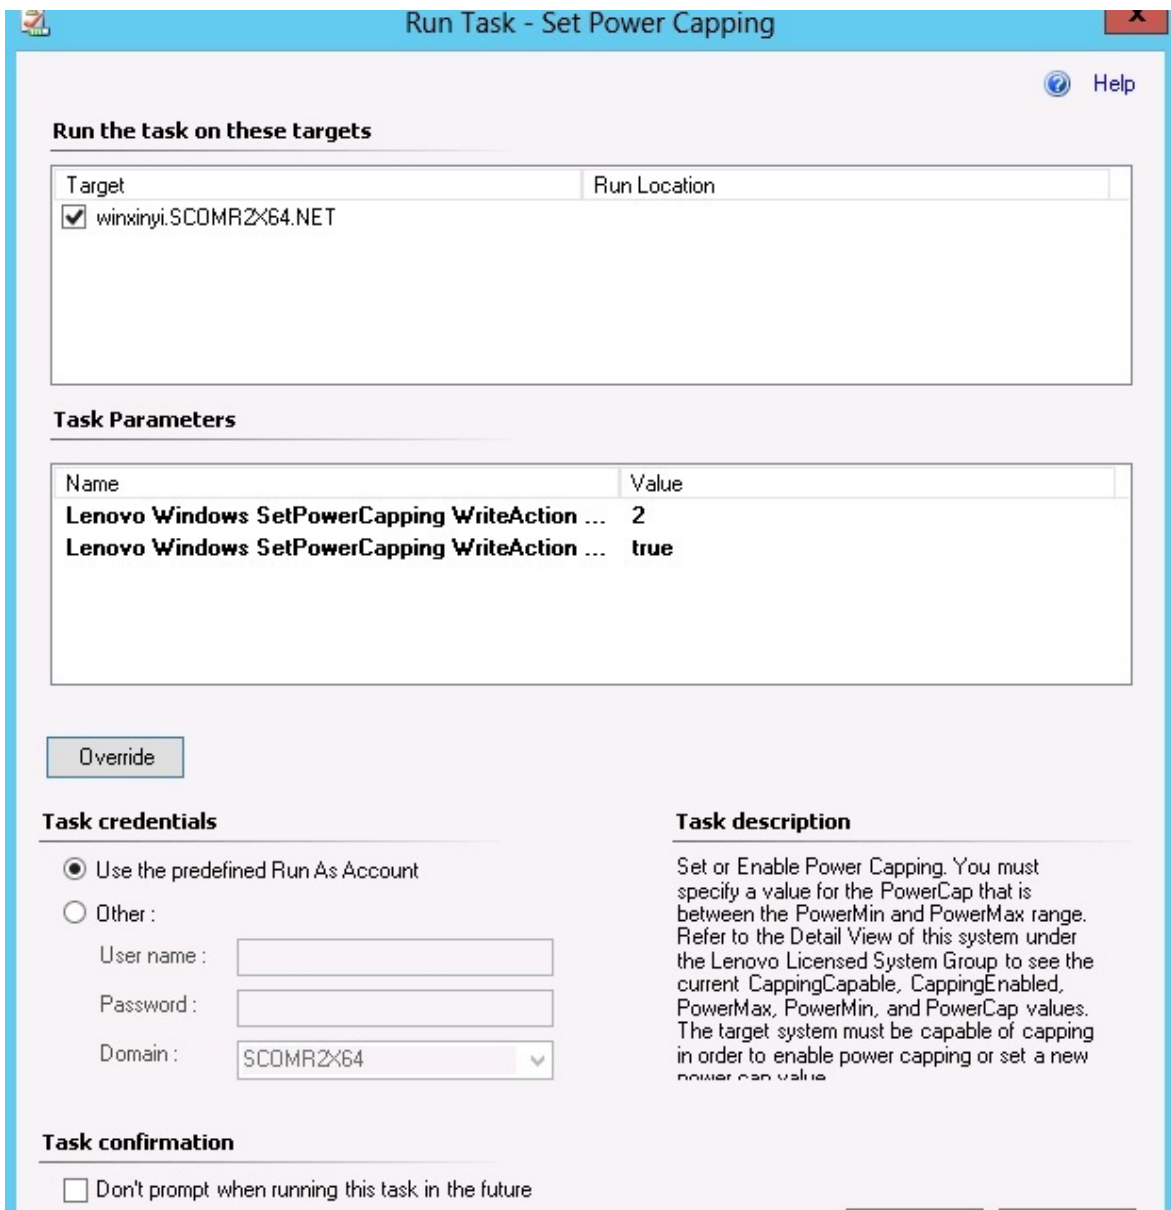 Run Task - Set Power Capping
x
Help
Run the task on these targets
Target Run Location
winxinyi.SCOMR2X64.NET
Task Parameters
Name Value
Lenovo Windows SetPowerCapping WriteAction ... 2
Lenovo Windows SetPowerCapping WriteAction ... true
Override
Task credentials
Use the predefined Run As Account
Other :
User name :
Password :
Domain : SCOMR2X64
Task description
Set or Enable Power Capping. You must
specify a value for the PowerCap that is
between the PowerMin and PowerMax range.
Refer to the Detail View of this system under
the Lenovo Licensed System Group to see the
current CappingCapable, CappingEnabled,
PowerMax, PowerMin, and PowerCap values.
The target system must be capable of capping
in order to enable power capping or set a new
power cap value
Task confirmation
Don't prompt when running this task in the future